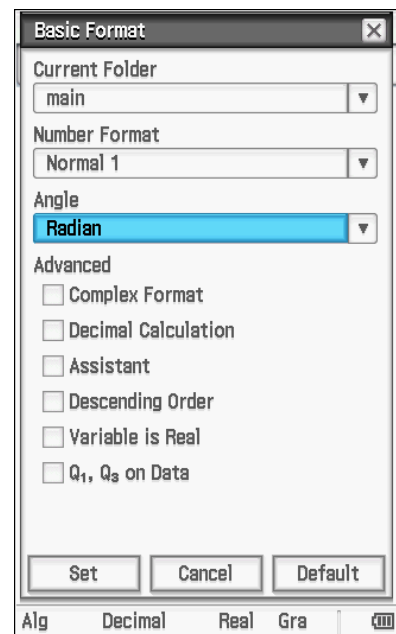 Basic Format
Current Folder
main
Number Format
Normal 1
Angle
Radian
Advanced
Complex Format
Decimal Calculation
Assistant
Descending Order
Variable is Real
Q₁, Q₃ on Data
Set Cancel Default
Alg Decimal Real Gra